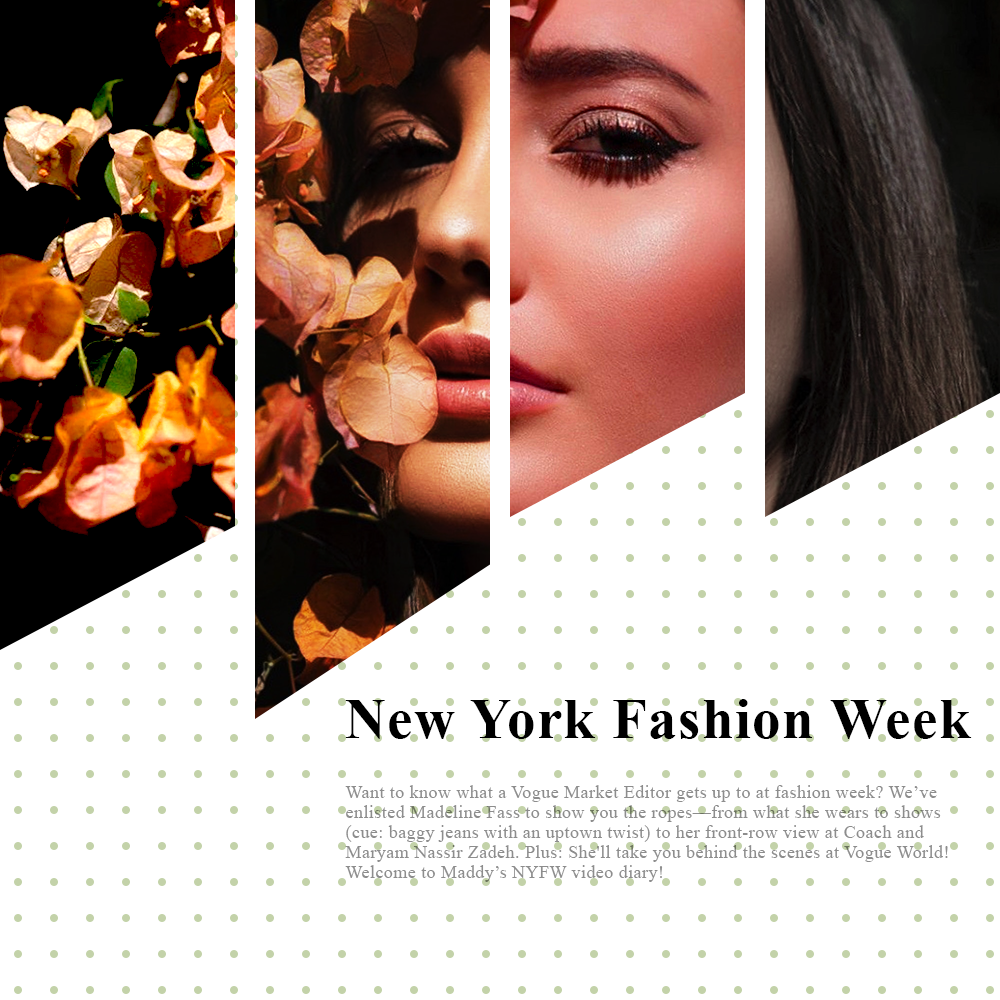 New York Fashion Week
Want to know what a Vogue Market Editor gets up to at fashion week? We’ve
enlisted Madeline Fass to show you the ropes—from what she wears to shows
(cue: baggy jeans with an uptown twist) to her front-row view at Coach and
Maryam Nassir Zadeh. Plus: She'll take you behind the scenes at Vogue World!
Welcome to Maddy’s NYFW video diary!